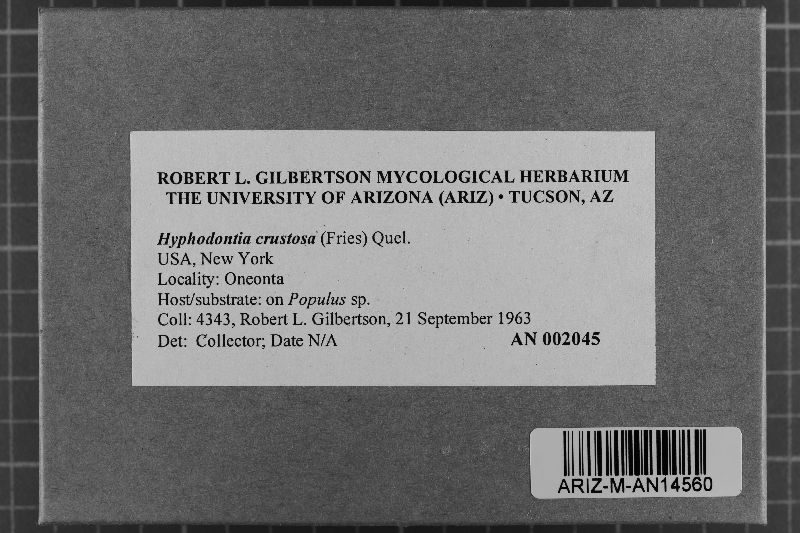 ROBERT L. GILBERTSON MYCOLOGICAL HERBARIUM
THE UNIVERSITY OF ARIZONA (ARIZ) • TUCSON, AZ
Hyphodontia crustosa (Fries) Quel.
USA, New York
Locality: Oneonta
Host/substrate: on Populus sp.
Coll: 4343, Robert L. Gilbertson, 21 September 1963
Det: Collector; Date N/A AN 002045
ARIZ-M-AN14560